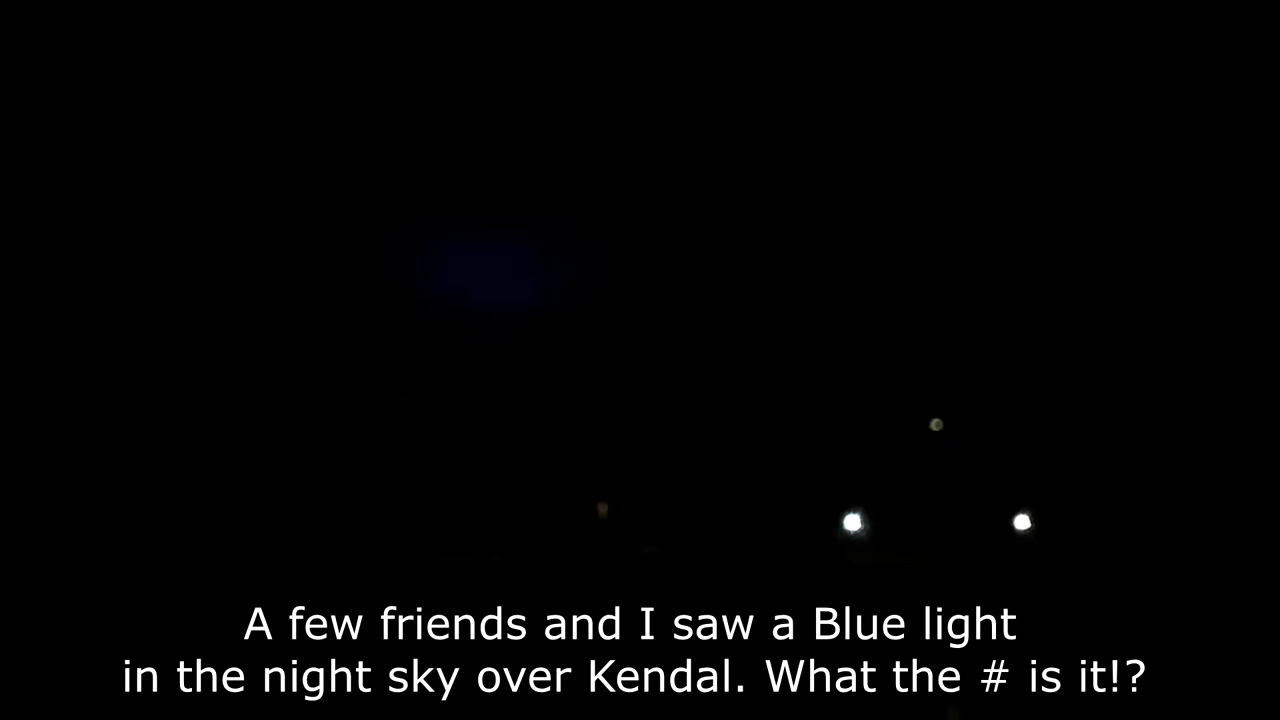 A few friends and I saw a Blue light
in the night sky over Kendal. What the # is it!?